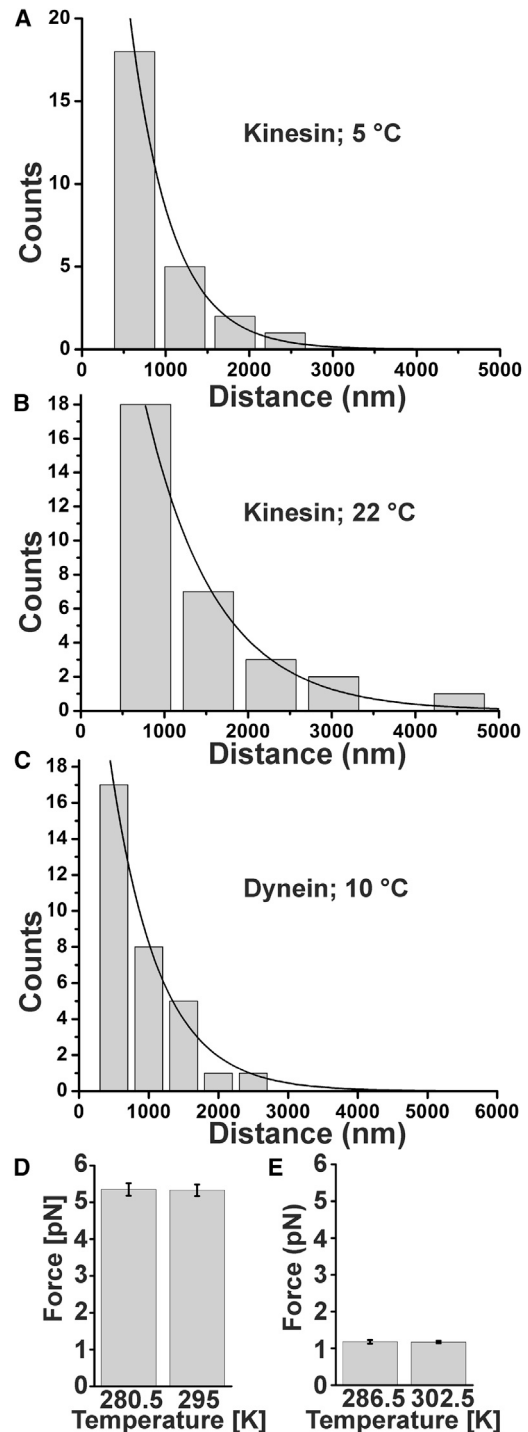 A
20
15
10
5
0
Counts
Kinesin; 5 °C
0 1000 2000 3000 4000 5000
Distance (nm)
B
18
16
14
12
10
8
6
4
2
0
Counts
Kinesin; 22 °C
0 1000 2000 3000 4000 5000
Distance (nm)
C
18
16
14
12
10
8
6
4
2
0
Counts
Dynein; 10 °C
0 1000 2000 3000 4000 5000 6000
Distance (nm)
D
6
5
4
3
2
1
0
Force [pN]
280.5 295
Temperature [K]
E
6
5
4
3
2
1
0
Force (pN)
286.5 302.5
Temperature [K]